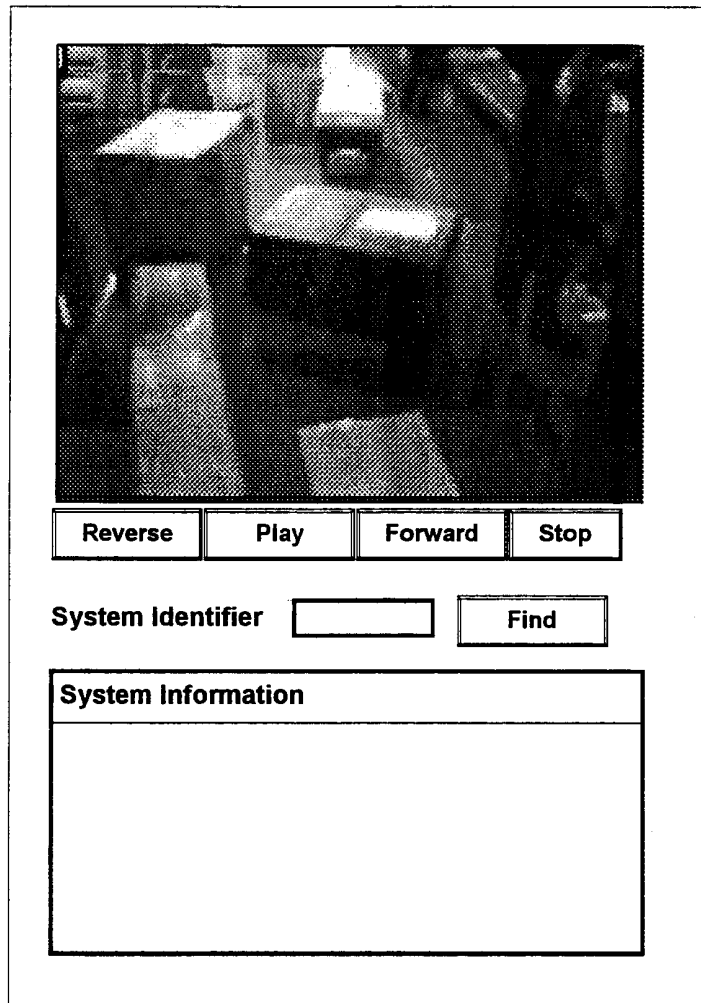 Reverse Play Forward Stop
System Identifier Find
System Information